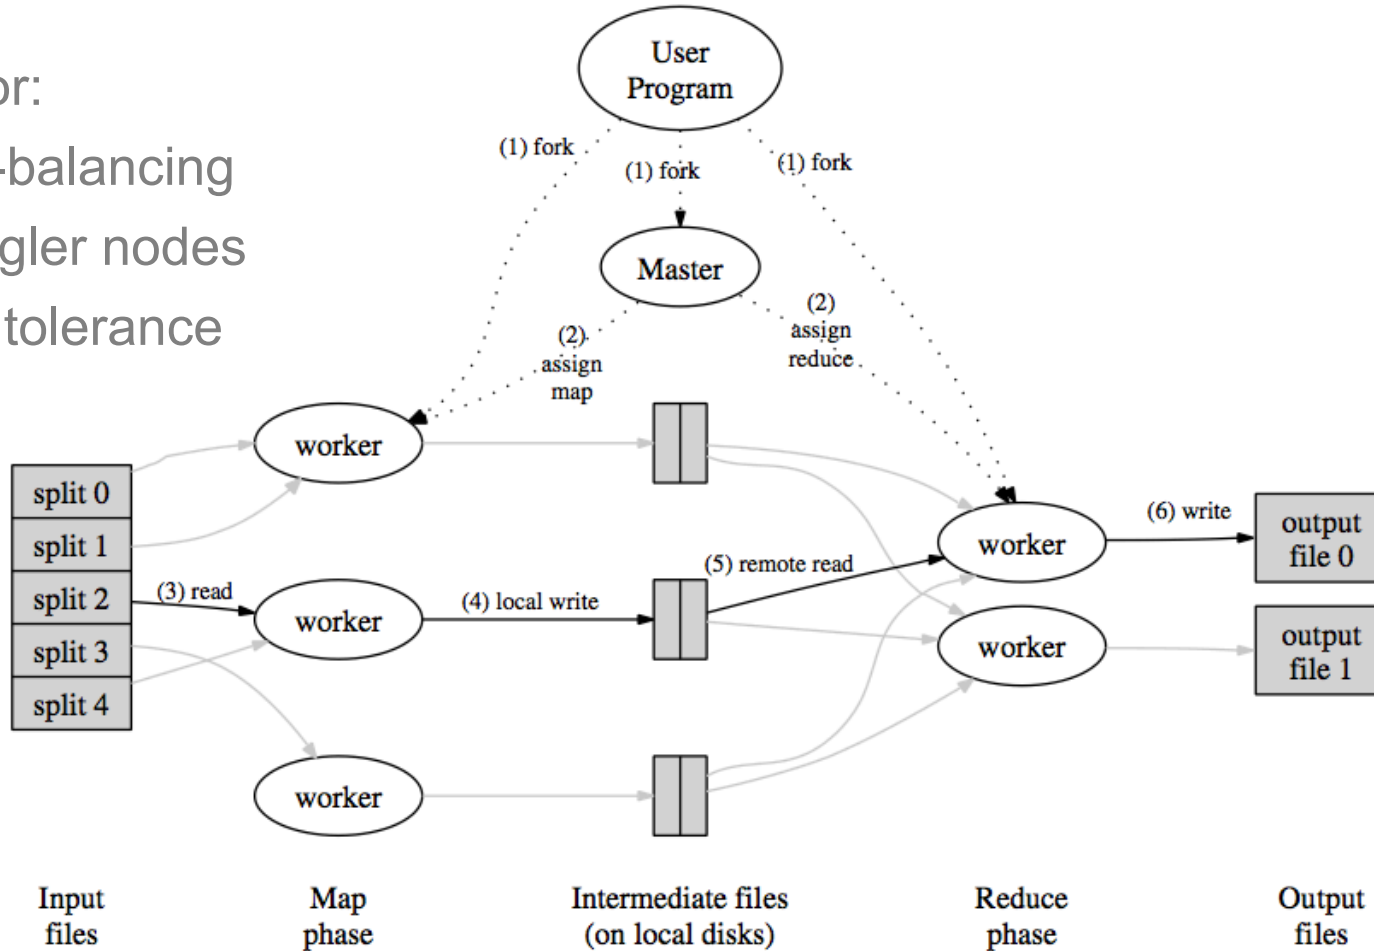 or:
-balancing
gler nodes
tolerance
User
Program
(1) fork
(1) fork
(1) fork
Master
(2)
assign
map
(2)
assign
reduce
split 0
split 1
split 2
split 3
split 4
(3) read
worker
worker
worker
(4) local write
(5) remote read
worker
worker
(6) write
output
file 0
output
file 1
Input
files
Map
phase
Intermediate files
(on local disks)
Reduce
phase
Output
files